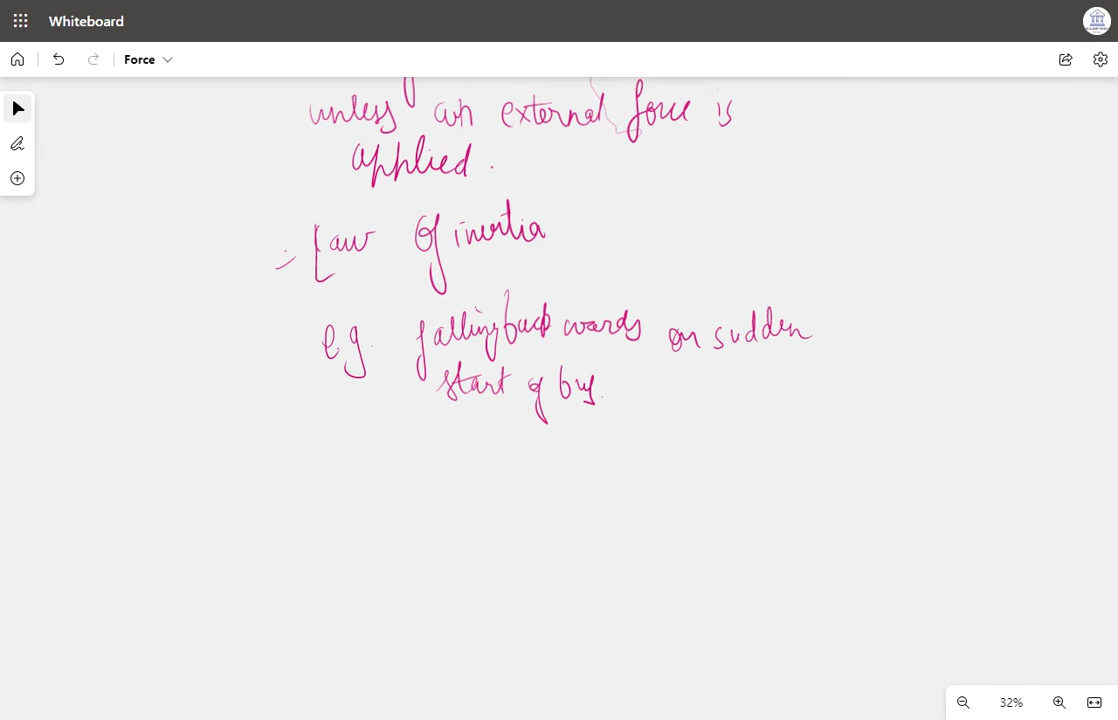 Whiteboard
Force
unless an external force is
applied.
Law Of inertia
e.g. falling backwards on sudden
start of bus.
32%